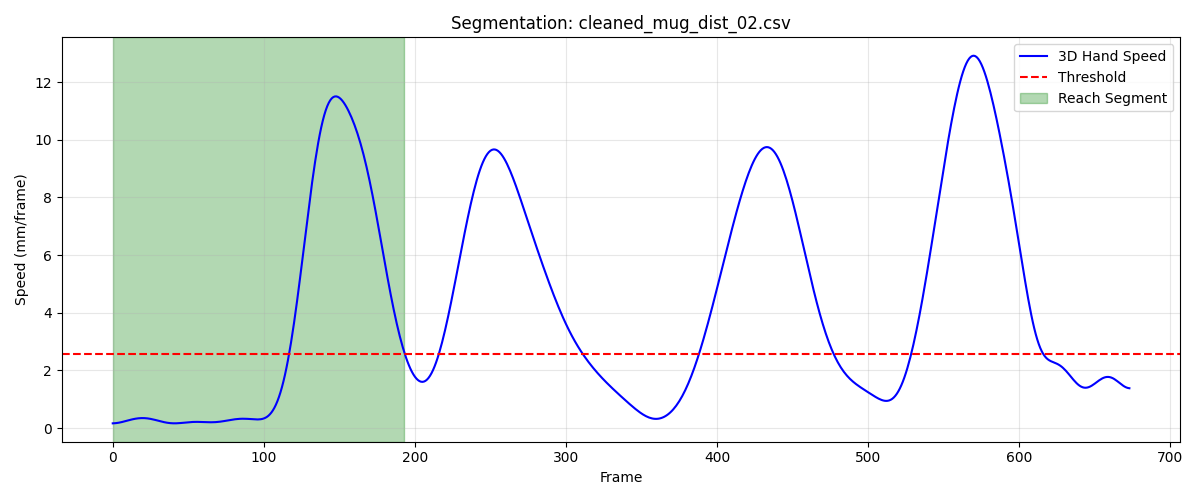 Segmentation: cleaned_mug_dist_02.csv
3D Hand Speed
Threshold
Reach Segment
Speed (mm/frame)
12
10
8
6
4
2
0
0 100 200 300 400 500 600 700
Frame